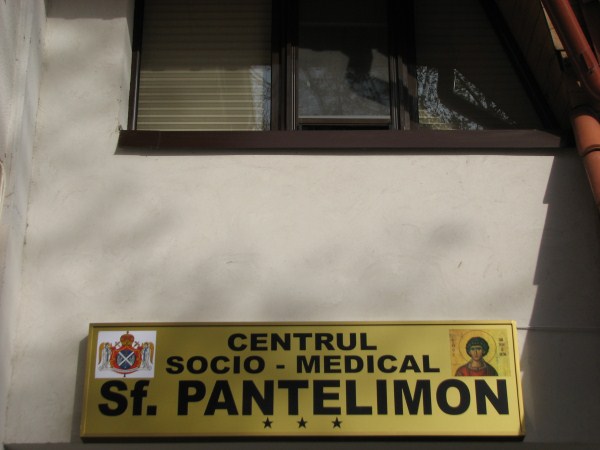 CENTRUL
SOCIO - MEDICAL
Sf. PANTELIMON